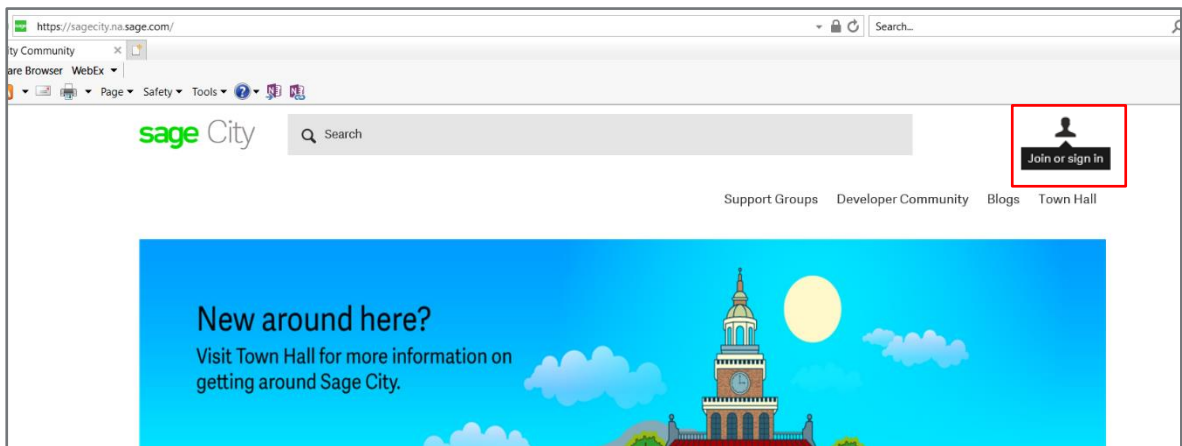 https://sagecity.na.sage.com/ Search...
ity Community
are Browser WebEx
Page Safety Tools
sage City Search
Join or sign in
Support Groups Developer Community Blogs Town Hall
New around here?
Visit Town Hall for more information on
getting around Sage City.